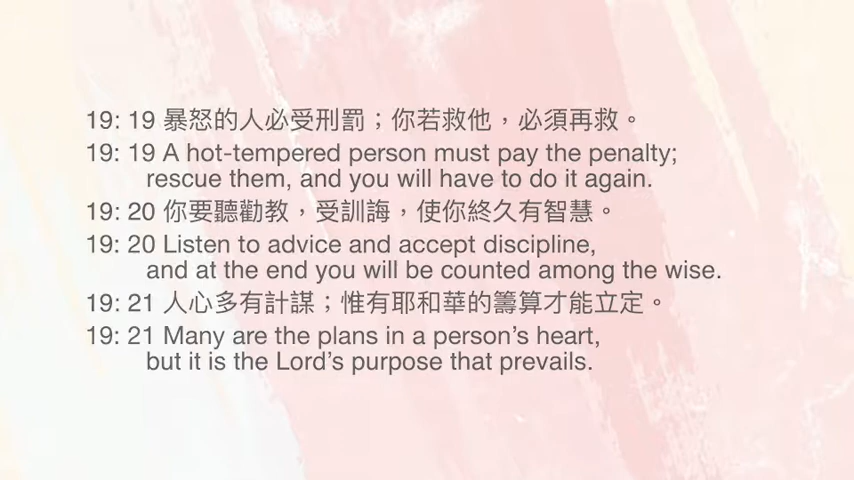 19: 19 暴怒的人必受刑罰；你若救他，必須再救。
19: 19 A hot-tempered person must pay the penalty;
rescue them, and you will have to do it again.
19: 20 你要聽勸教，受訓誨，使你終久有智慧。
19: 20 Listen to advice and accept discipline,
and at the end you will be counted among the wise.
19: 21 人心多有計謀；惟有耶和華的籌算才能立定。
19: 21 Many are the plans in a person’s heart,
but it is the Lord’s purpose that prevails.